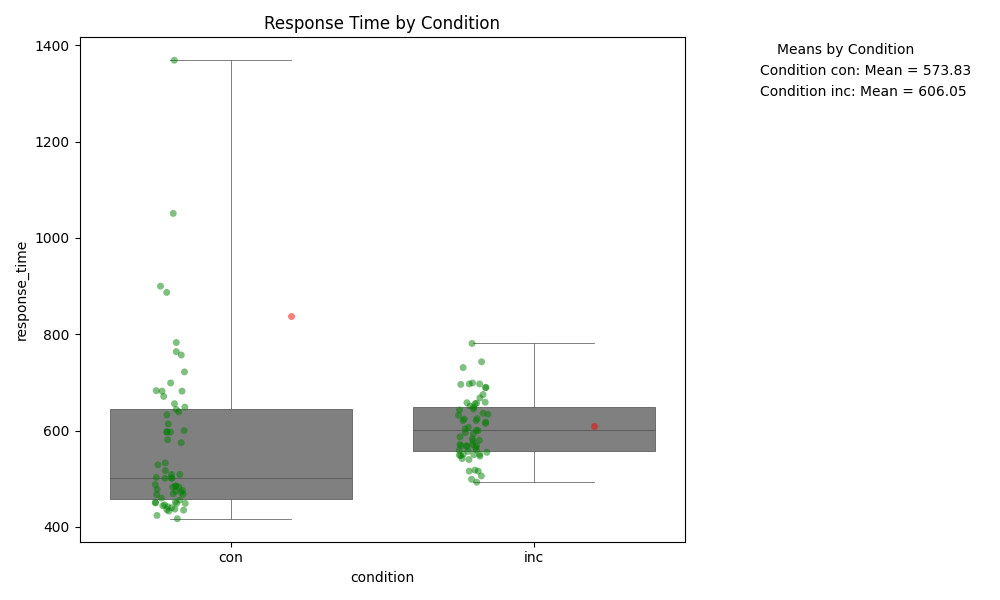 Response Time by Condition
Means by Condition
Condition con: Mean = 573.83
Condition inc: Mean = 606.05
1400
1200
1000
800
600
400
response_time
con
inc
condition